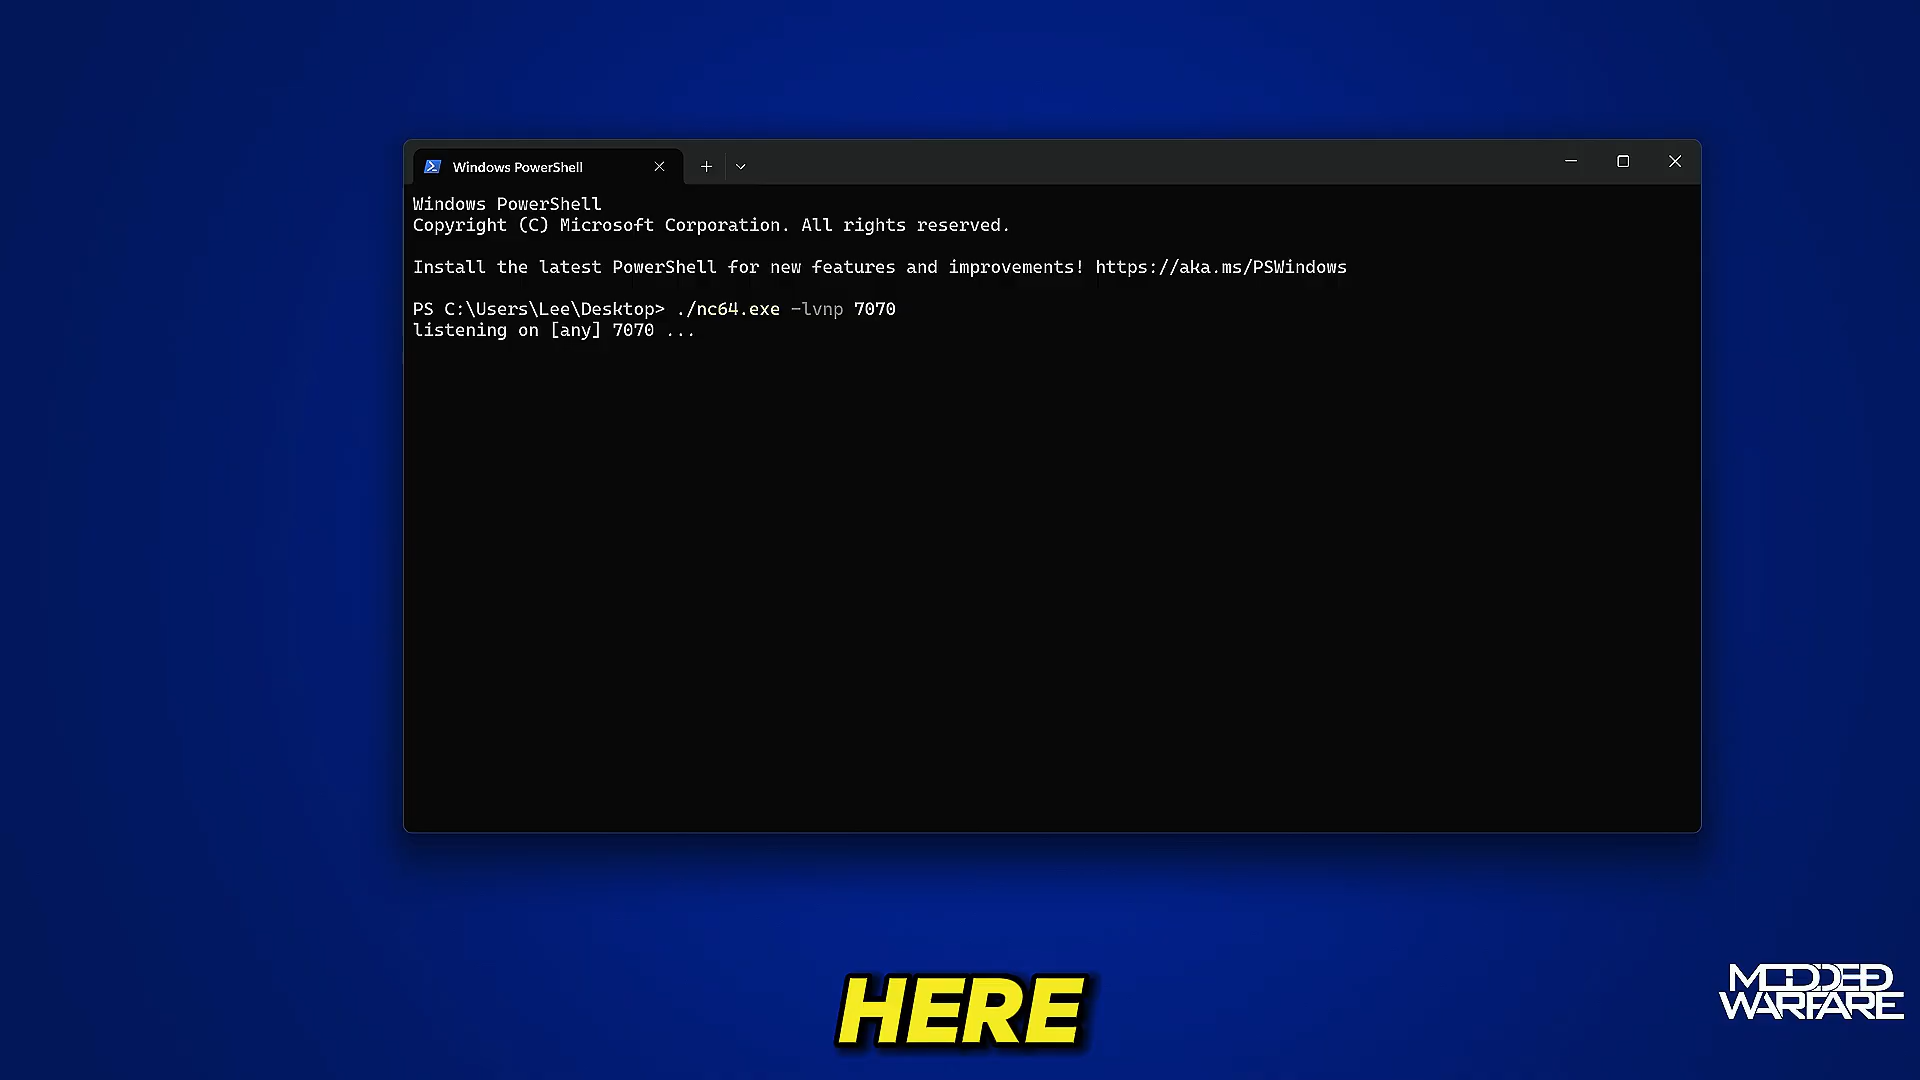 Windows PowerShell
Windows PowerShell
Copyright (C) Microsoft Corporation. All rights reserved.
Install the latest PowerShell for new features and improvements! https://aka.ms/PSWindows
PS C:\Users\Lee\Desktop> ./nc64.exe -lvnp 7070
listening on [any] 7070 ...
HERE
MODDED
WARFARE